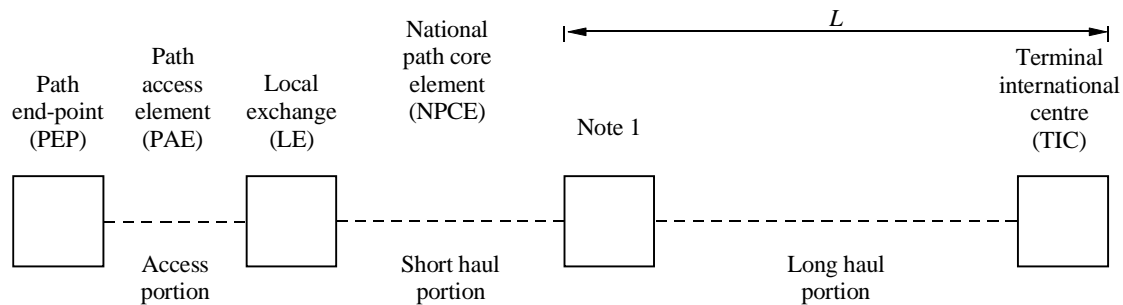 L
Path
end-point
(PEP)
Path
access
element
(PAE)
Local
exchange
(LE)
National
path core
element
(NPCE)
Note 1
Terminal
international
centre
(TIC)
Access
portion
Short haul
portion
Long haul
portion